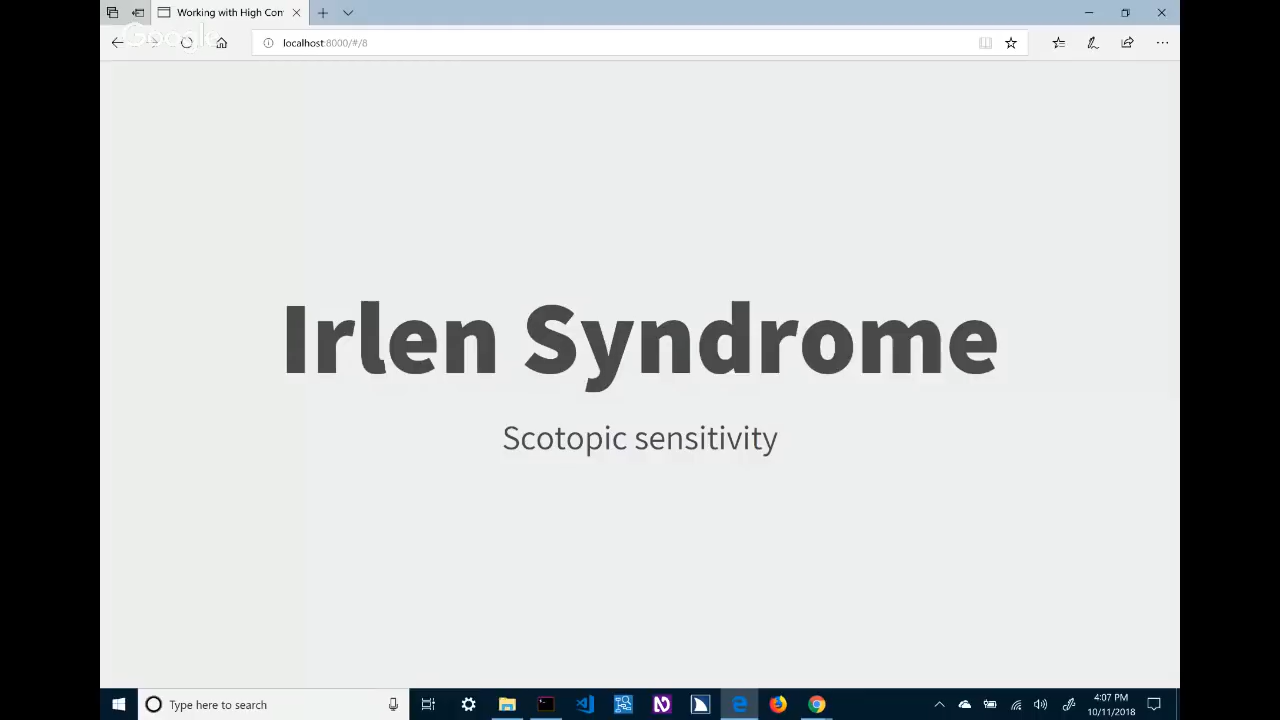 Working with High Con
Google
localhost:8000/#/8
Irlen Syndrome
Scotopic sensitivity
Type here to search
4:07 PM
10/11/2018